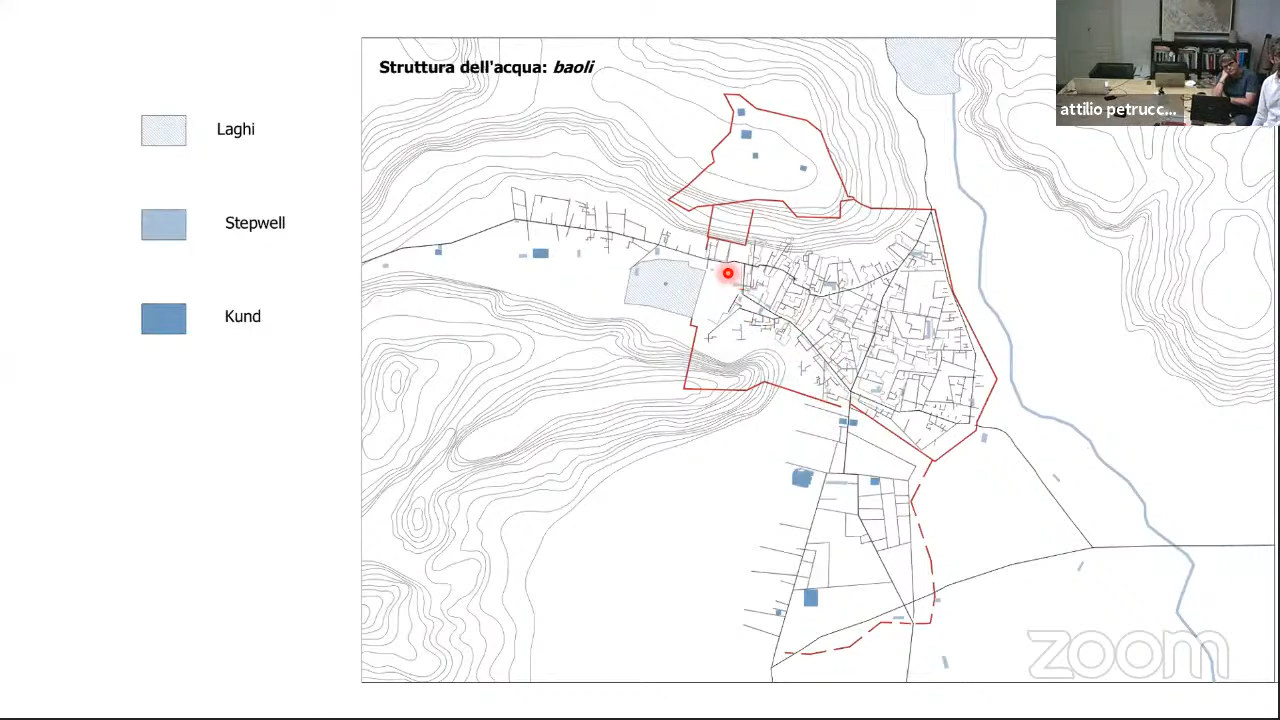 Struttura dell'acqua: baoli
Laghi
Stepwell
Kund
attilio petrucc...
zoom